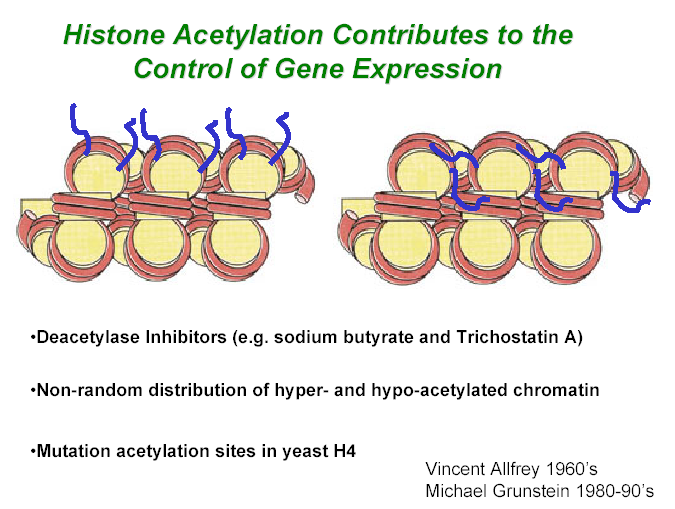 Histone Acetylation Contributes to the
Control of Gene Expression
•Deacetylase Inhibitors (e.g. sodium butyrate and Trichostatin A)
•Non-random distribution of hyper- and hypo-acetylated chromatin
•Mutation acetylation sites in yeast H4
Vincent Allfrey 1960's
Michael Grunstein 1980-90's